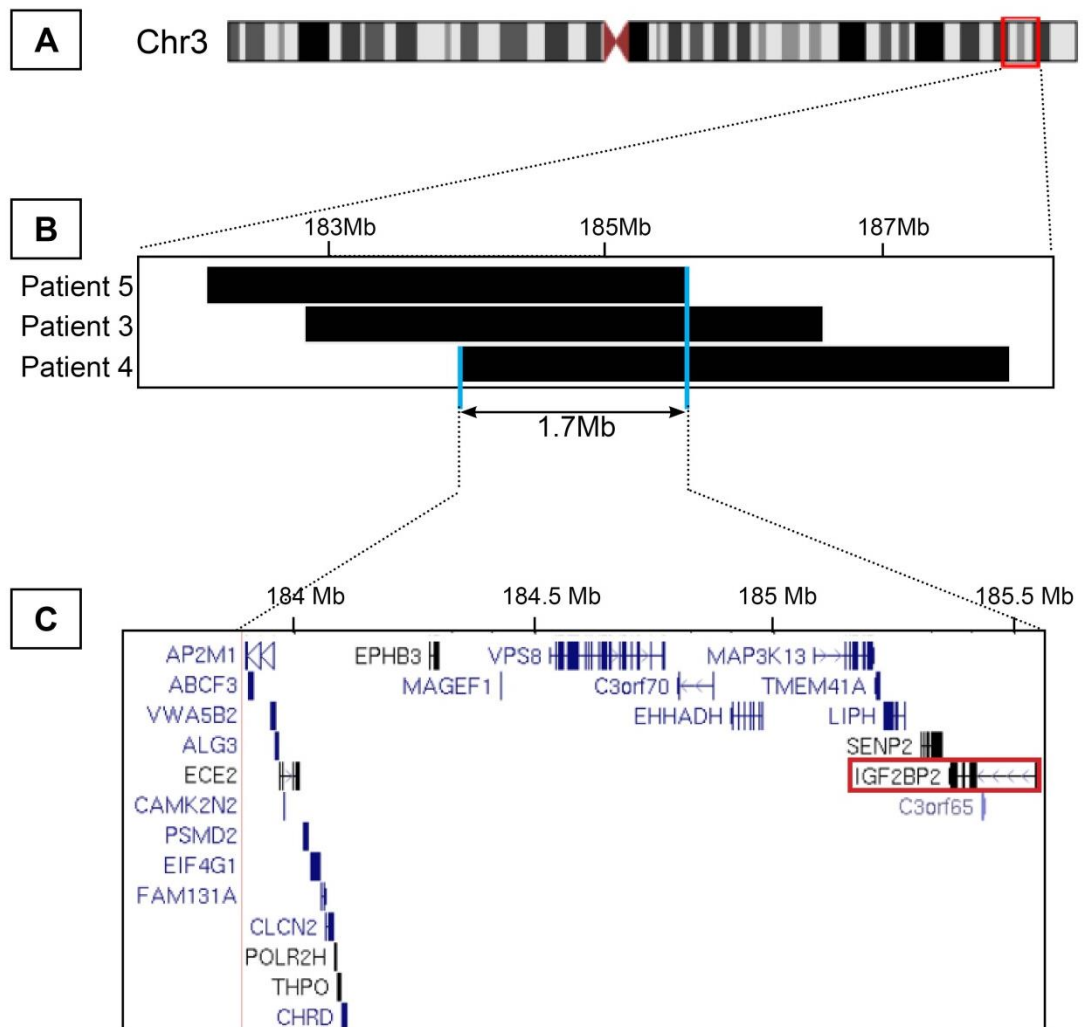 A
Chr3
B
183Mb 185Mb 187Mb
Patient 5
Patient 3
Patient 4
1.7Mb
C
184 Mb 184.5 Mb 185 Mb 185.5 Mb
AP2M1 EPHB3 VPS8 MAP3K13
ABCF3 MAGEF1 C3orf70 TMEM41A
VWA5B2 EHHADH LIPH
ALG3 SENP2
ECE2 IGF2BP2
CAMK2N2 C3orf65
PSMD2
EIF4G1
FAM131A
CLCN2
POLR2H
THPO
CHRD